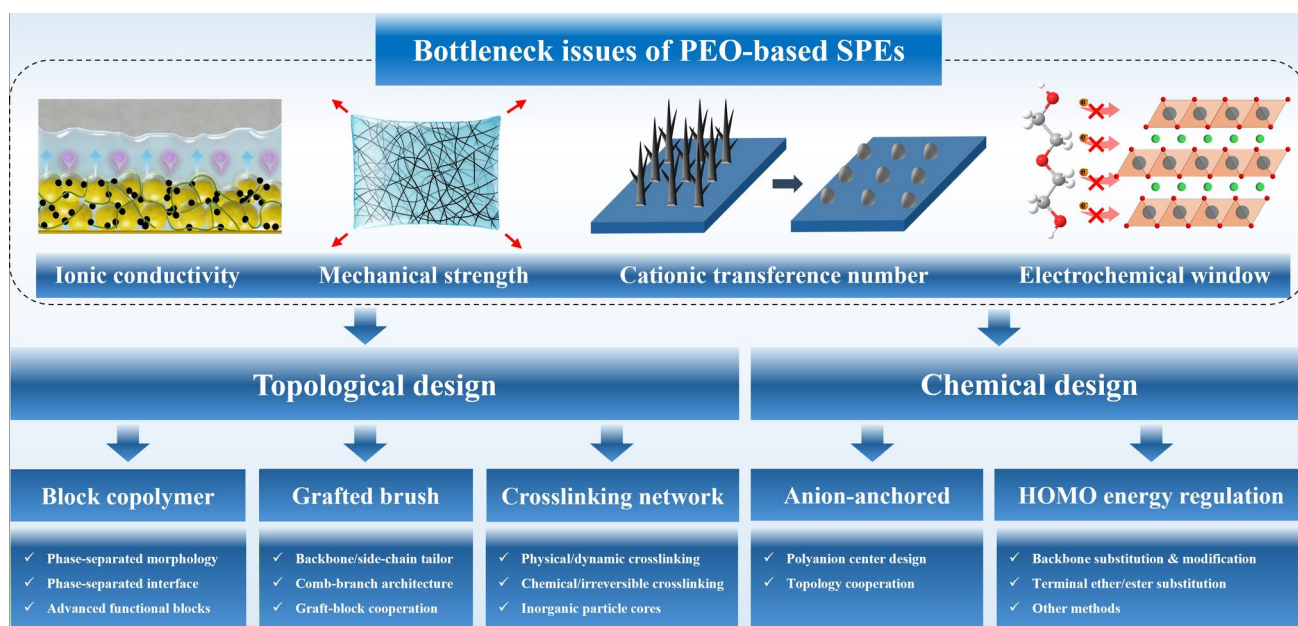 Bottleneck issues of PEO-based SPEs
Ionic conductivity
Mechanical strength
Cationic transference number
Electrochemical window
Topological design
Chemical design
Block copolymer
✓ Phase-separated morphology
✓ Phase-separated interface
✓ Advanced functional blocks
Grafted brush
✓ Backbone/side-chain tailor
✓ Comb-branch architecture
✓ Graft-block cooperation
Crosslinking network
✓ Physical/dynamic crosslinking
✓ Chemical/irreversible crosslinking
✓ Inorganic particle cores
Anion-anchored
✓ Polyanion center design
✓ Topology cooperation
HOMO energy regulation
✓ Backbone substitution & modification
✓ Terminal ether/ester substitution
✓ Other methods